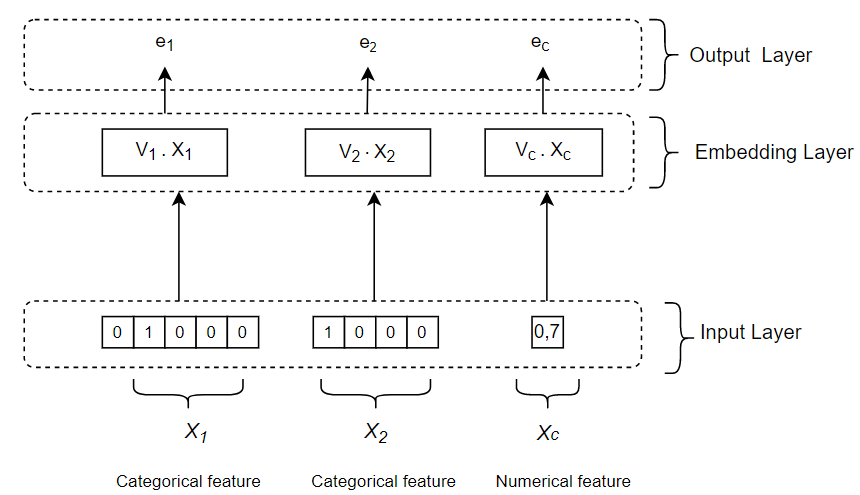 e1 e2 ec
Output Layer
V1 . X1 V2 . X2 Vc . Xc
Embedding Layer
0 1 0 0 0 1 0 0 0 0,7
Input Layer
X1 X2 Xc
Categorical feature Categorical feature Numerical feature